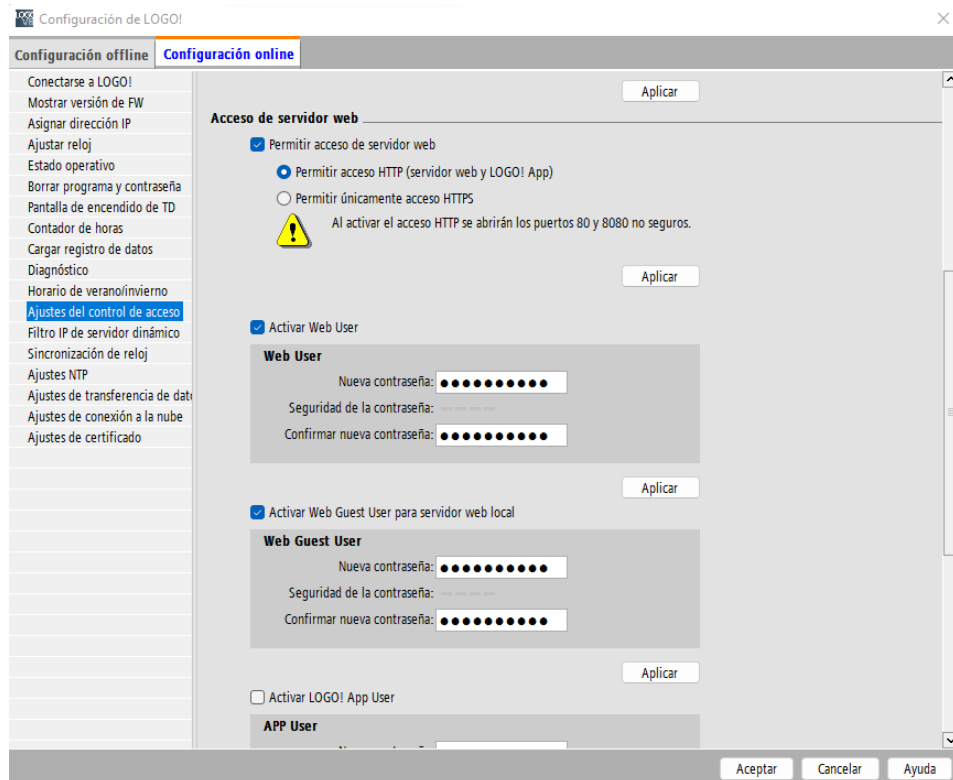 Configuración de LOGO!
Configuración offline
Configuración online
Conectarse a LOGO!
Mostrar versión de FW
Asignar dirección IP
Ajustar reloj
Estado operativo
Borrar programa y contraseña
Pantalla de encendido de TD
Contador de horas
Cargar registro de datos
Diagnóstico
Horario de verano/invierno
Ajustes del control de acceso
Filtro IP de servidor dinámico
Sincronización de reloj
Ajustes NTP
Ajustes de transferencia de dato
Ajustes de conexión a la nube
Ajustes de certificado
Aplicar
Acceso de servidor web
Permitir acceso de servidor web
Permitir acceso HTTP (servidor web y LOGO! App)
Permitir únicamente acceso HTTPS
Al activar el acceso HTTP se abrirán los puertos 80 y 8080 no seguros.
Aplicar
Activar Web User
Web User
Nueva contraseña:
Seguridad de la contraseña:
Confirmar nueva contraseña:
Aplicar
Activar Web Guest User para servidor web local
Web Guest User
Nueva contraseña:
Seguridad de la contraseña:
Confirmar nueva contraseña:
Aplicar
Activar LOGO! App User
APP User
Aceptar
Cancelar
Ayuda